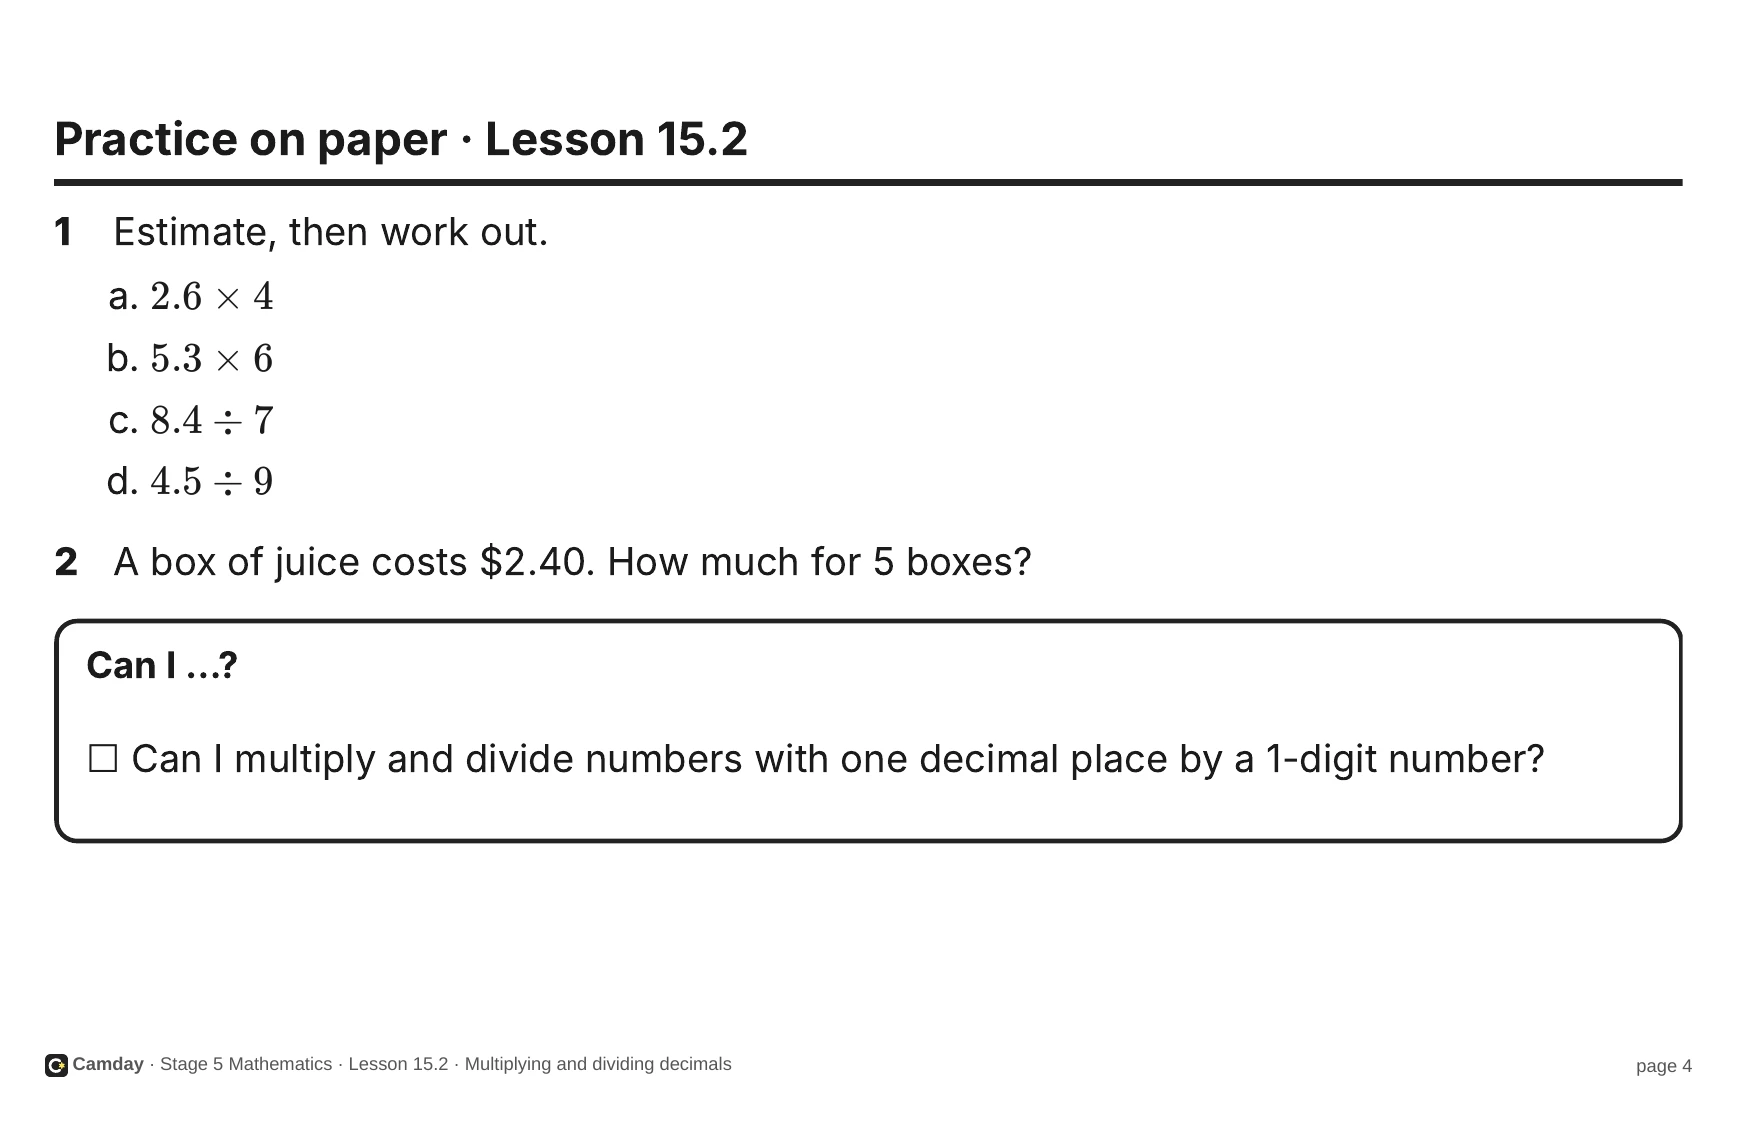 Practice on paper · Lesson 15.2
1 Estimate, then work out.
a. 2.6 × 4
b. 5.3 × 6
c. 8.4 ÷ 7
d. 4.5 ÷ 9
2 A box of juice costs $2.40. How much for 5 boxes?
Can I …?
☐ Can I multiply and divide numbers with one decimal place by a 1-digit number?
Camday · Stage 5 Mathematics · Lesson 15.2 · Multiplying and dividing decimals
page 4